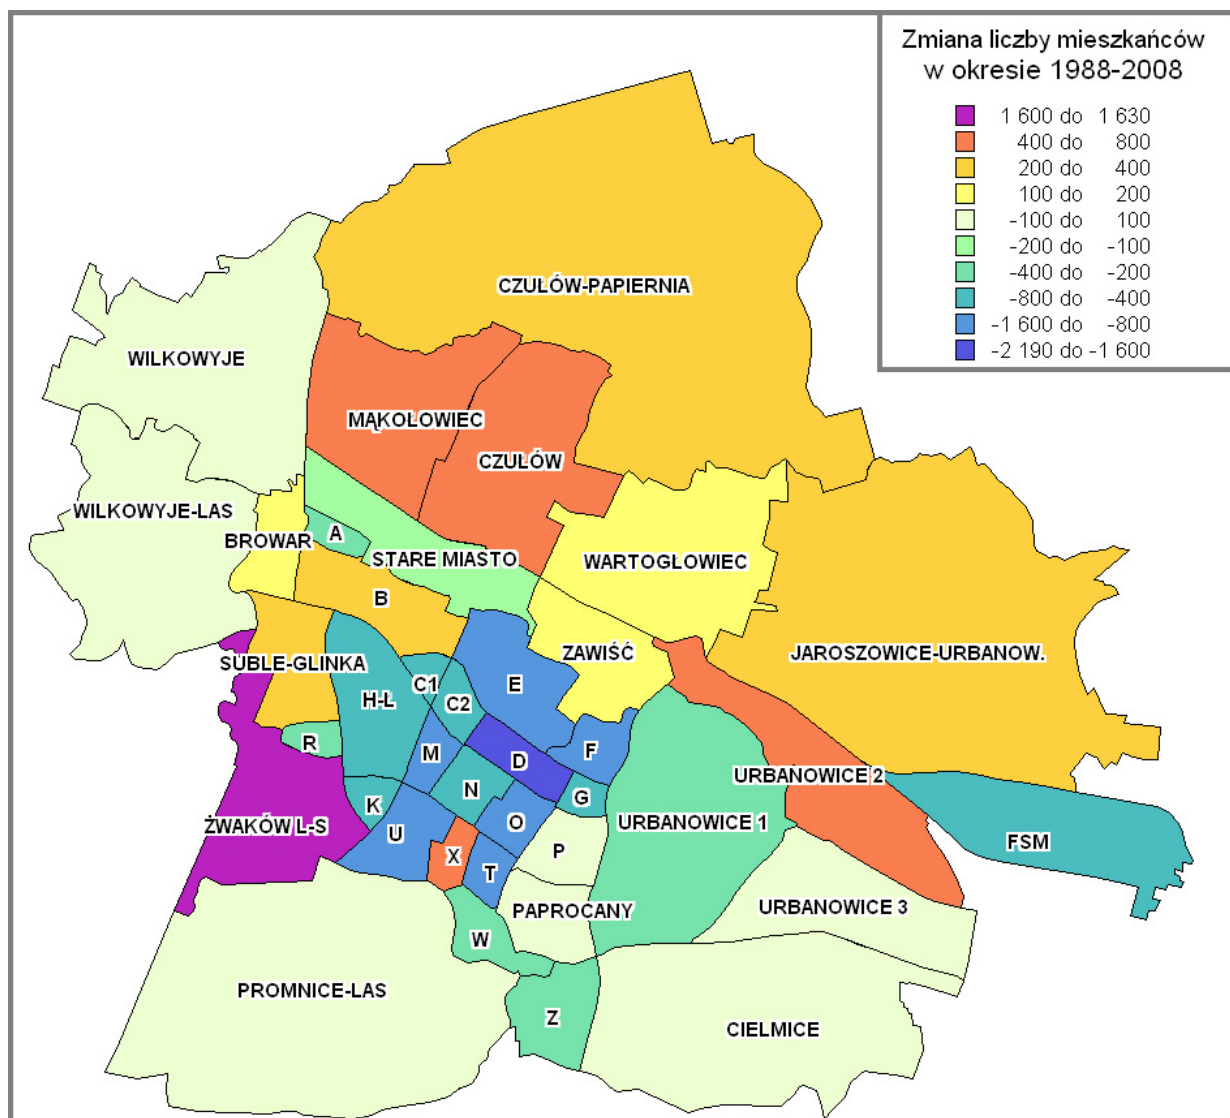 Zmiana liczby mieszkańców
w okresie 1988-2008
1 600 do 1 630
400 do 800
200 do 400
100 do 200
-100 do 100
-200 do -100
-400 do -200
-800 do -400
-1 600 do -800
-2 190 do -1 600
CZUŁÓW-PAPIERNIA
WILKOWYJE
MĄKOŁOWIEC
CZUŁÓW
WILKOWYJE-LAS
BROWAR
A
STARE MIASTO
WARTOGŁOWIEC
B
SUBLE-GLINKA
ZAWIŚĆ
JAROSZOWICE-URBANOW.
H-Ł
C1
C2
E
R
M
D
F
URBANOWICE 2
K
N
G
ŻWAKÓW L-S
U
O
URBANOWICE 1
FSM
X
P
T
PAPROCANY
URBANOWICE 3
W
PROMNICE-LAS
Z
CIELMICE